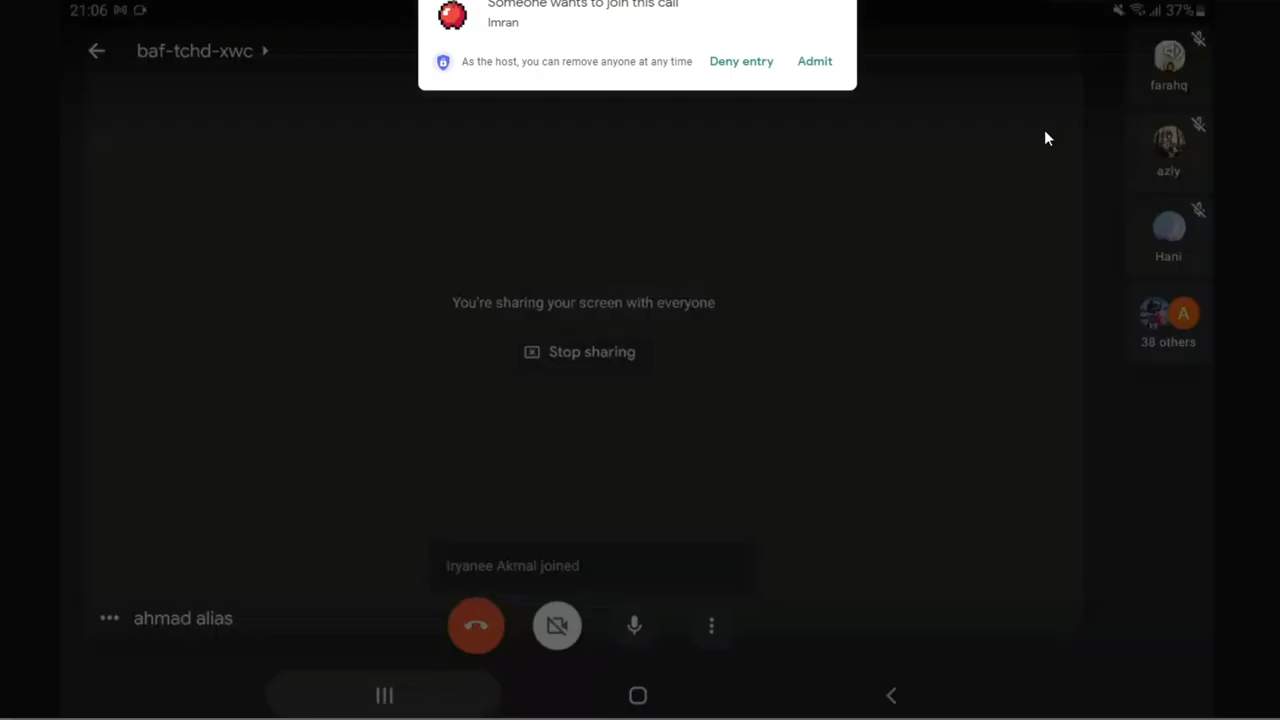 21:06
37%
Someone wants to join this call
Imran
As the host, you can remove anyone at any time
Deny entry
Admit
baf-tchd-xwc
farahq
azly
Hani
A
38 others
You're sharing your screen with everyone
Stop sharing
Iryanee Akmal joined
ahmad alias